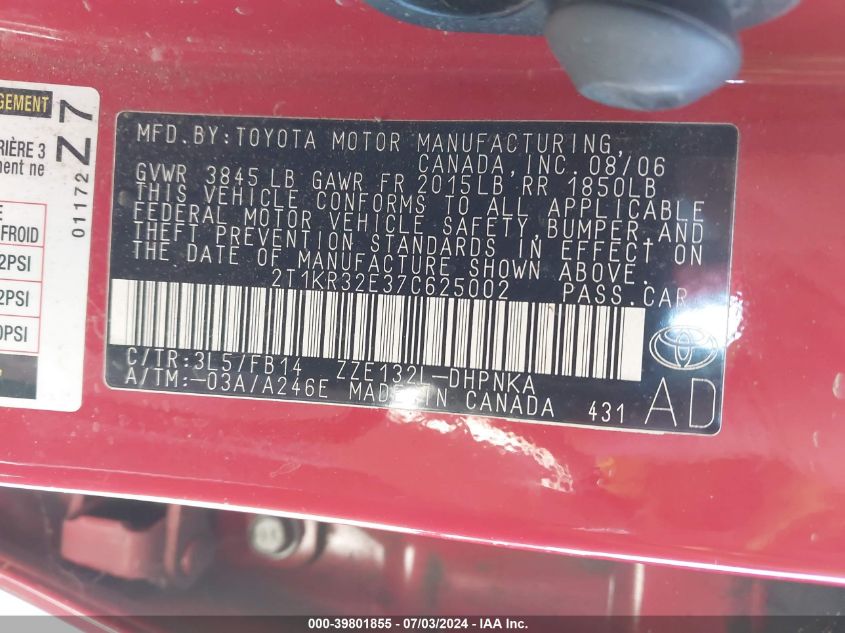 GEMENT
RIÈRE 3
ment ne
E
FROID
2PSI
2PSI
0PSI
01172
Z 7
MFD. BY: TOYOTA MOTOR MANUFACTURING,
CANADA, INC. 08/06
GVWR 3845 LB GAWR FR 2015LB RR 1850LB
THIS VEHICLE CONFORMS TO ALL APPLICABLE
FEDERAL MOTOR VEHICLE SAFETY, BUMPER AND
THEFT PREVENTION STANDARDS IN EFFECT ON
THE DATE OF MANUFACTURE SHOWN ABOVE.
2T1KR32E37C625002 PASS.CAR
C/TR:3L5/FB14 ZZE132L-DHPNKA
A/TM:-03A/A246E MADE IN CANADA 431
AD
000-39801855 - 07/03/2024 - IAA Inc.